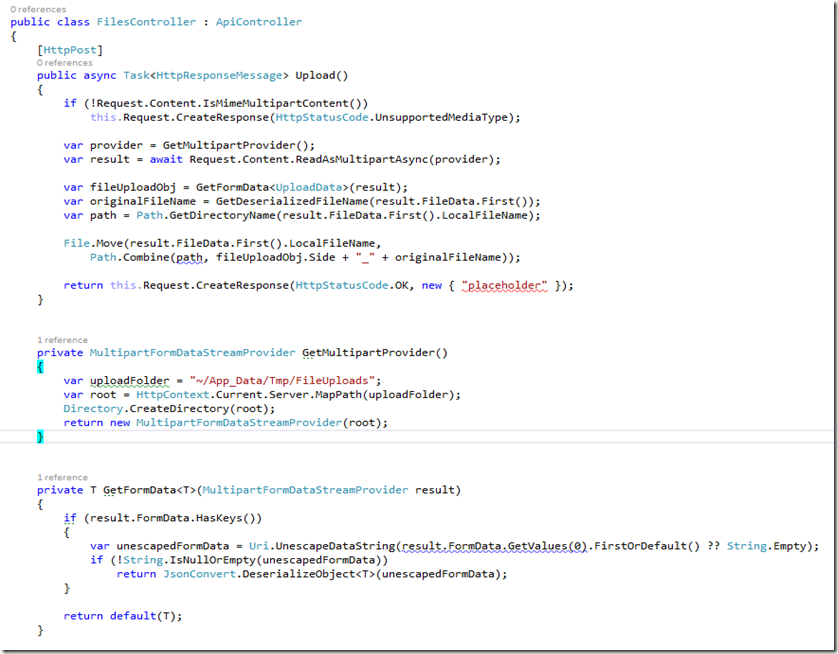 0 references
public class FilesController : ApiController
{
[HttpPost]
0 references
public async Task<HttpResponseMessage> Upload()
{
if (!Request.Content.IsMimeMultipartContent())
this.Request.CreateResponse(HttpStatusCode.UnsupportedMediaType);
var provider = GetMultipartProvider();
var result = await Request.Content.ReadAsMultipartAsync(provider);
var fileUploadObj = GetFormData<UploadData>(result);
var originalFileName = GetDeserializedFileName(result.FileData.First());
var path = Path.GetDirectoryName(result.FileData.First().LocalFileName);
File.Move(result.FileData.First().LocalFileName,
Path.Combine(path, fileUploadObj.Side + "_" + originalFileName));
return this.Request.CreateResponse(HttpStatusCode.OK, new { "placeholder" });
}
1 reference
private MultipartFormDataStreamProvider GetMultipartProvider()
{
var uploadFolder = "~/App_Data/Tmp/FileUploads";
var root = HttpContext.Current.Server.MapPath(uploadFolder);
Directory.CreateDirectory(root);
return new MultipartFormDataStreamProvider(root);
}
1 reference
private T GetFormData<T>(MultipartFormDataStreamProvider result)
{
if (result.FormData.HasKeys())
{
var unescapedFormData = Uri.UnescapeDataString(result.FormData.GetValues(0).FirstOrDefault() ?? String.Empty);
if (!String.IsNullOrEmpty(unescapedFormData))
return JsonConvert.DeserializeObject<T>(unescapedFormData);
}
return default(T);
}